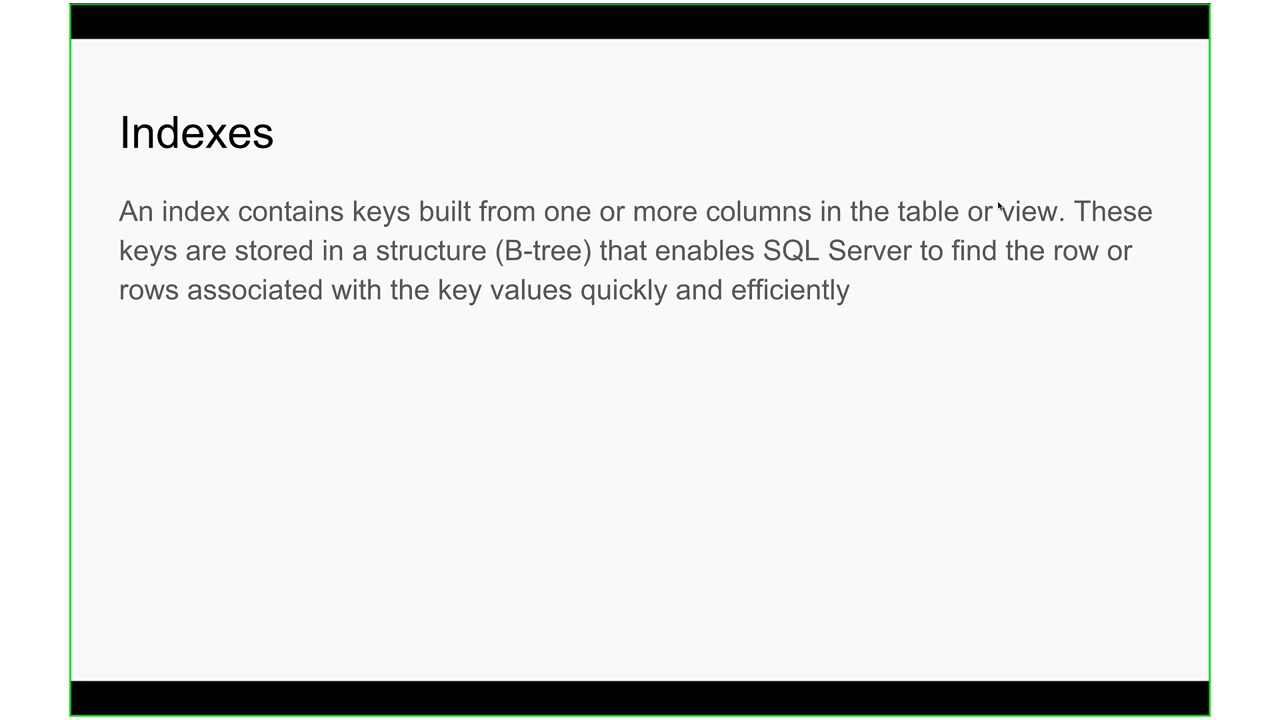 Indexes
An index contains keys built from one or more columns in the table or view. These
keys are stored in a structure (B-tree) that enables SQL Server to find the row or
rows associated with the key values quickly and efficiently